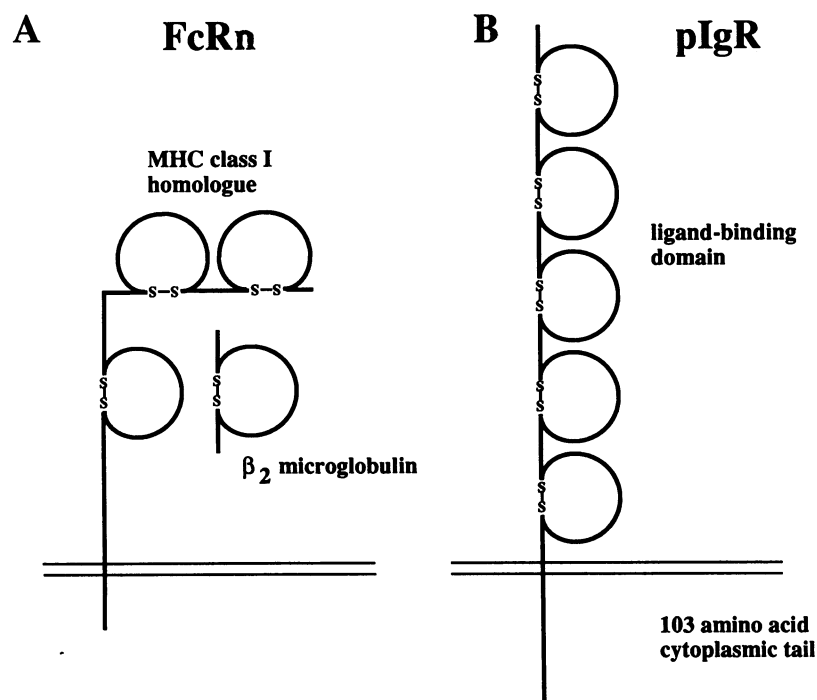 A
FcRn
MHC class I
homologue
S–S
S–S
S
S
S
S
β2 microglobulin
B
pIgR
S
S
S
S
S
S
S
S
S
S
ligand-binding
domain
103 amino acid
cytoplasmic tail